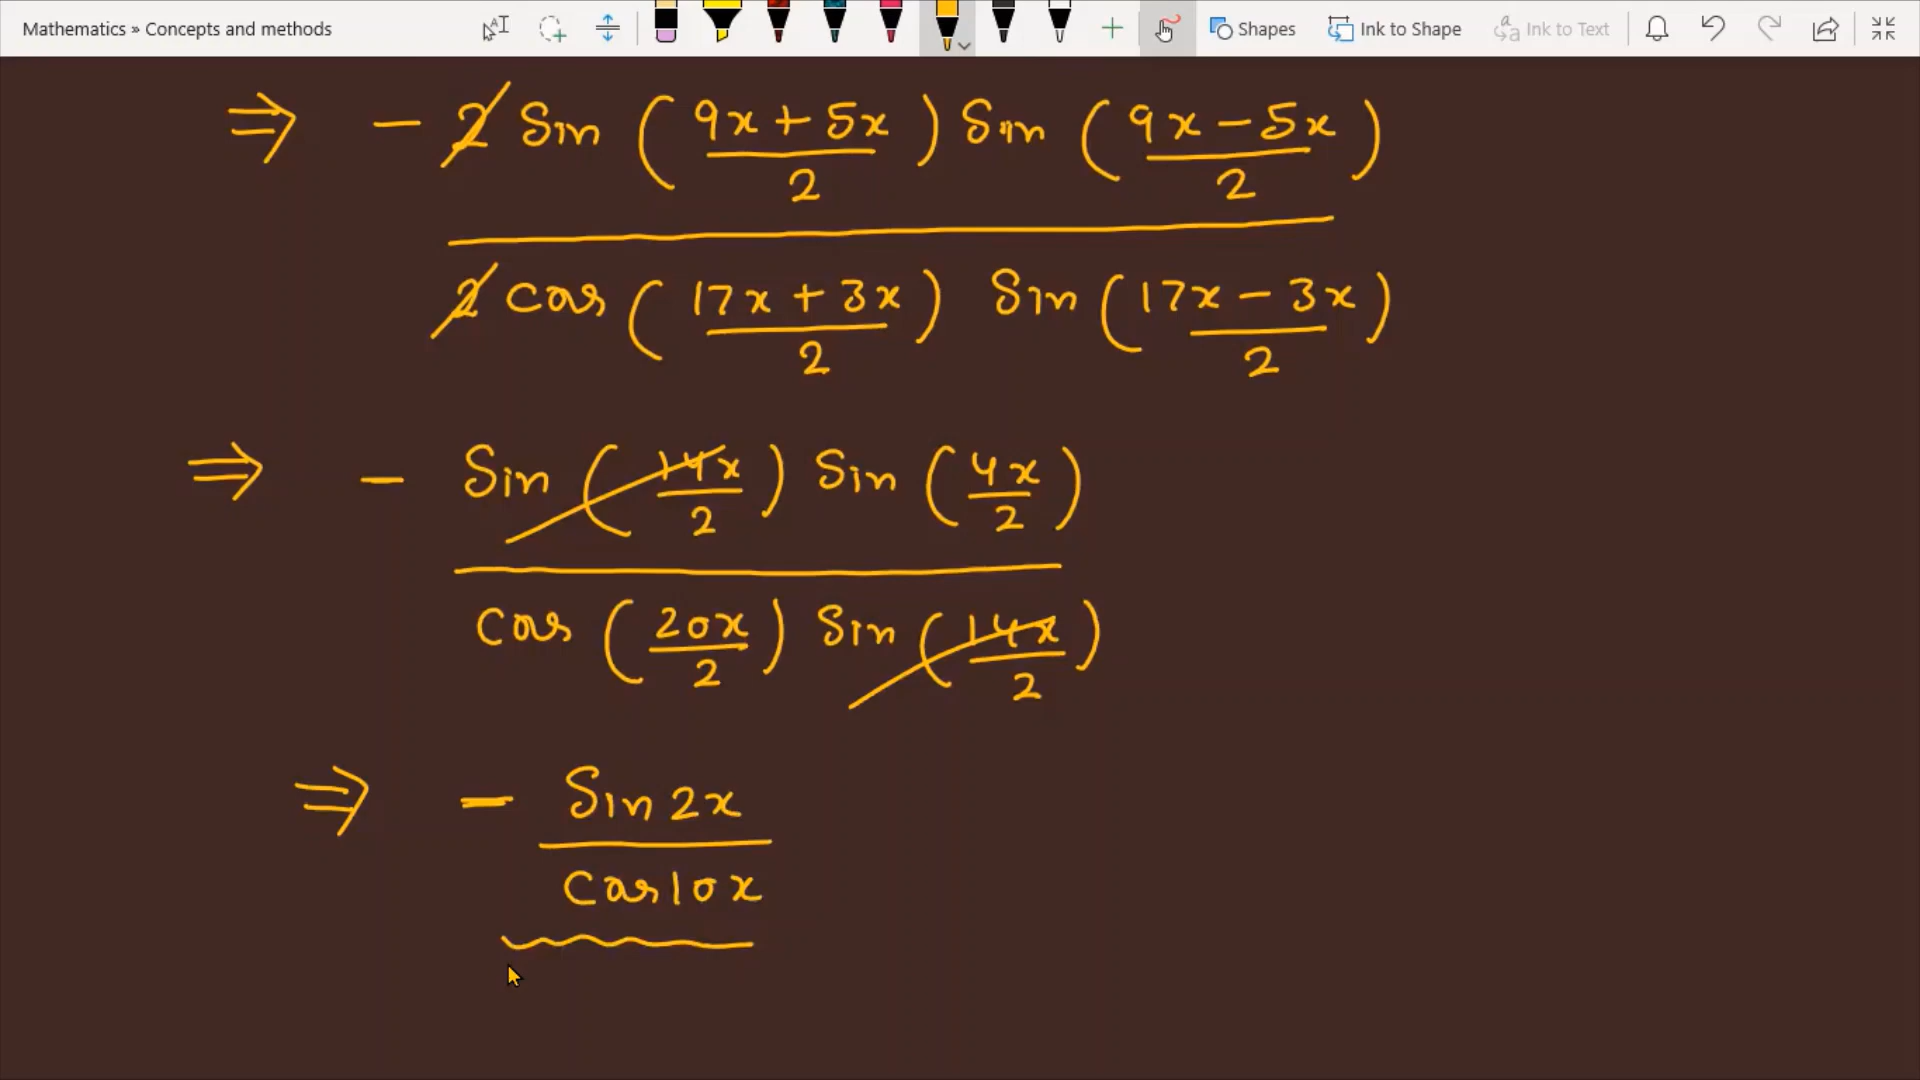 Mathematics » Concepts and methods Shapes Ink to Shape Ink to Text
⇒ - 2 Sin (9x + 5x / 2) Sin (9x - 5x / 2)
2 cos (17x + 3x / 2) Sin (17x - 3x / 2)
⇒ - Sin (14x / 2) Sin (4x / 2)
cos (20x / 2) Sin (14x / 2)
⇒ - Sin 2x
Cos 10x